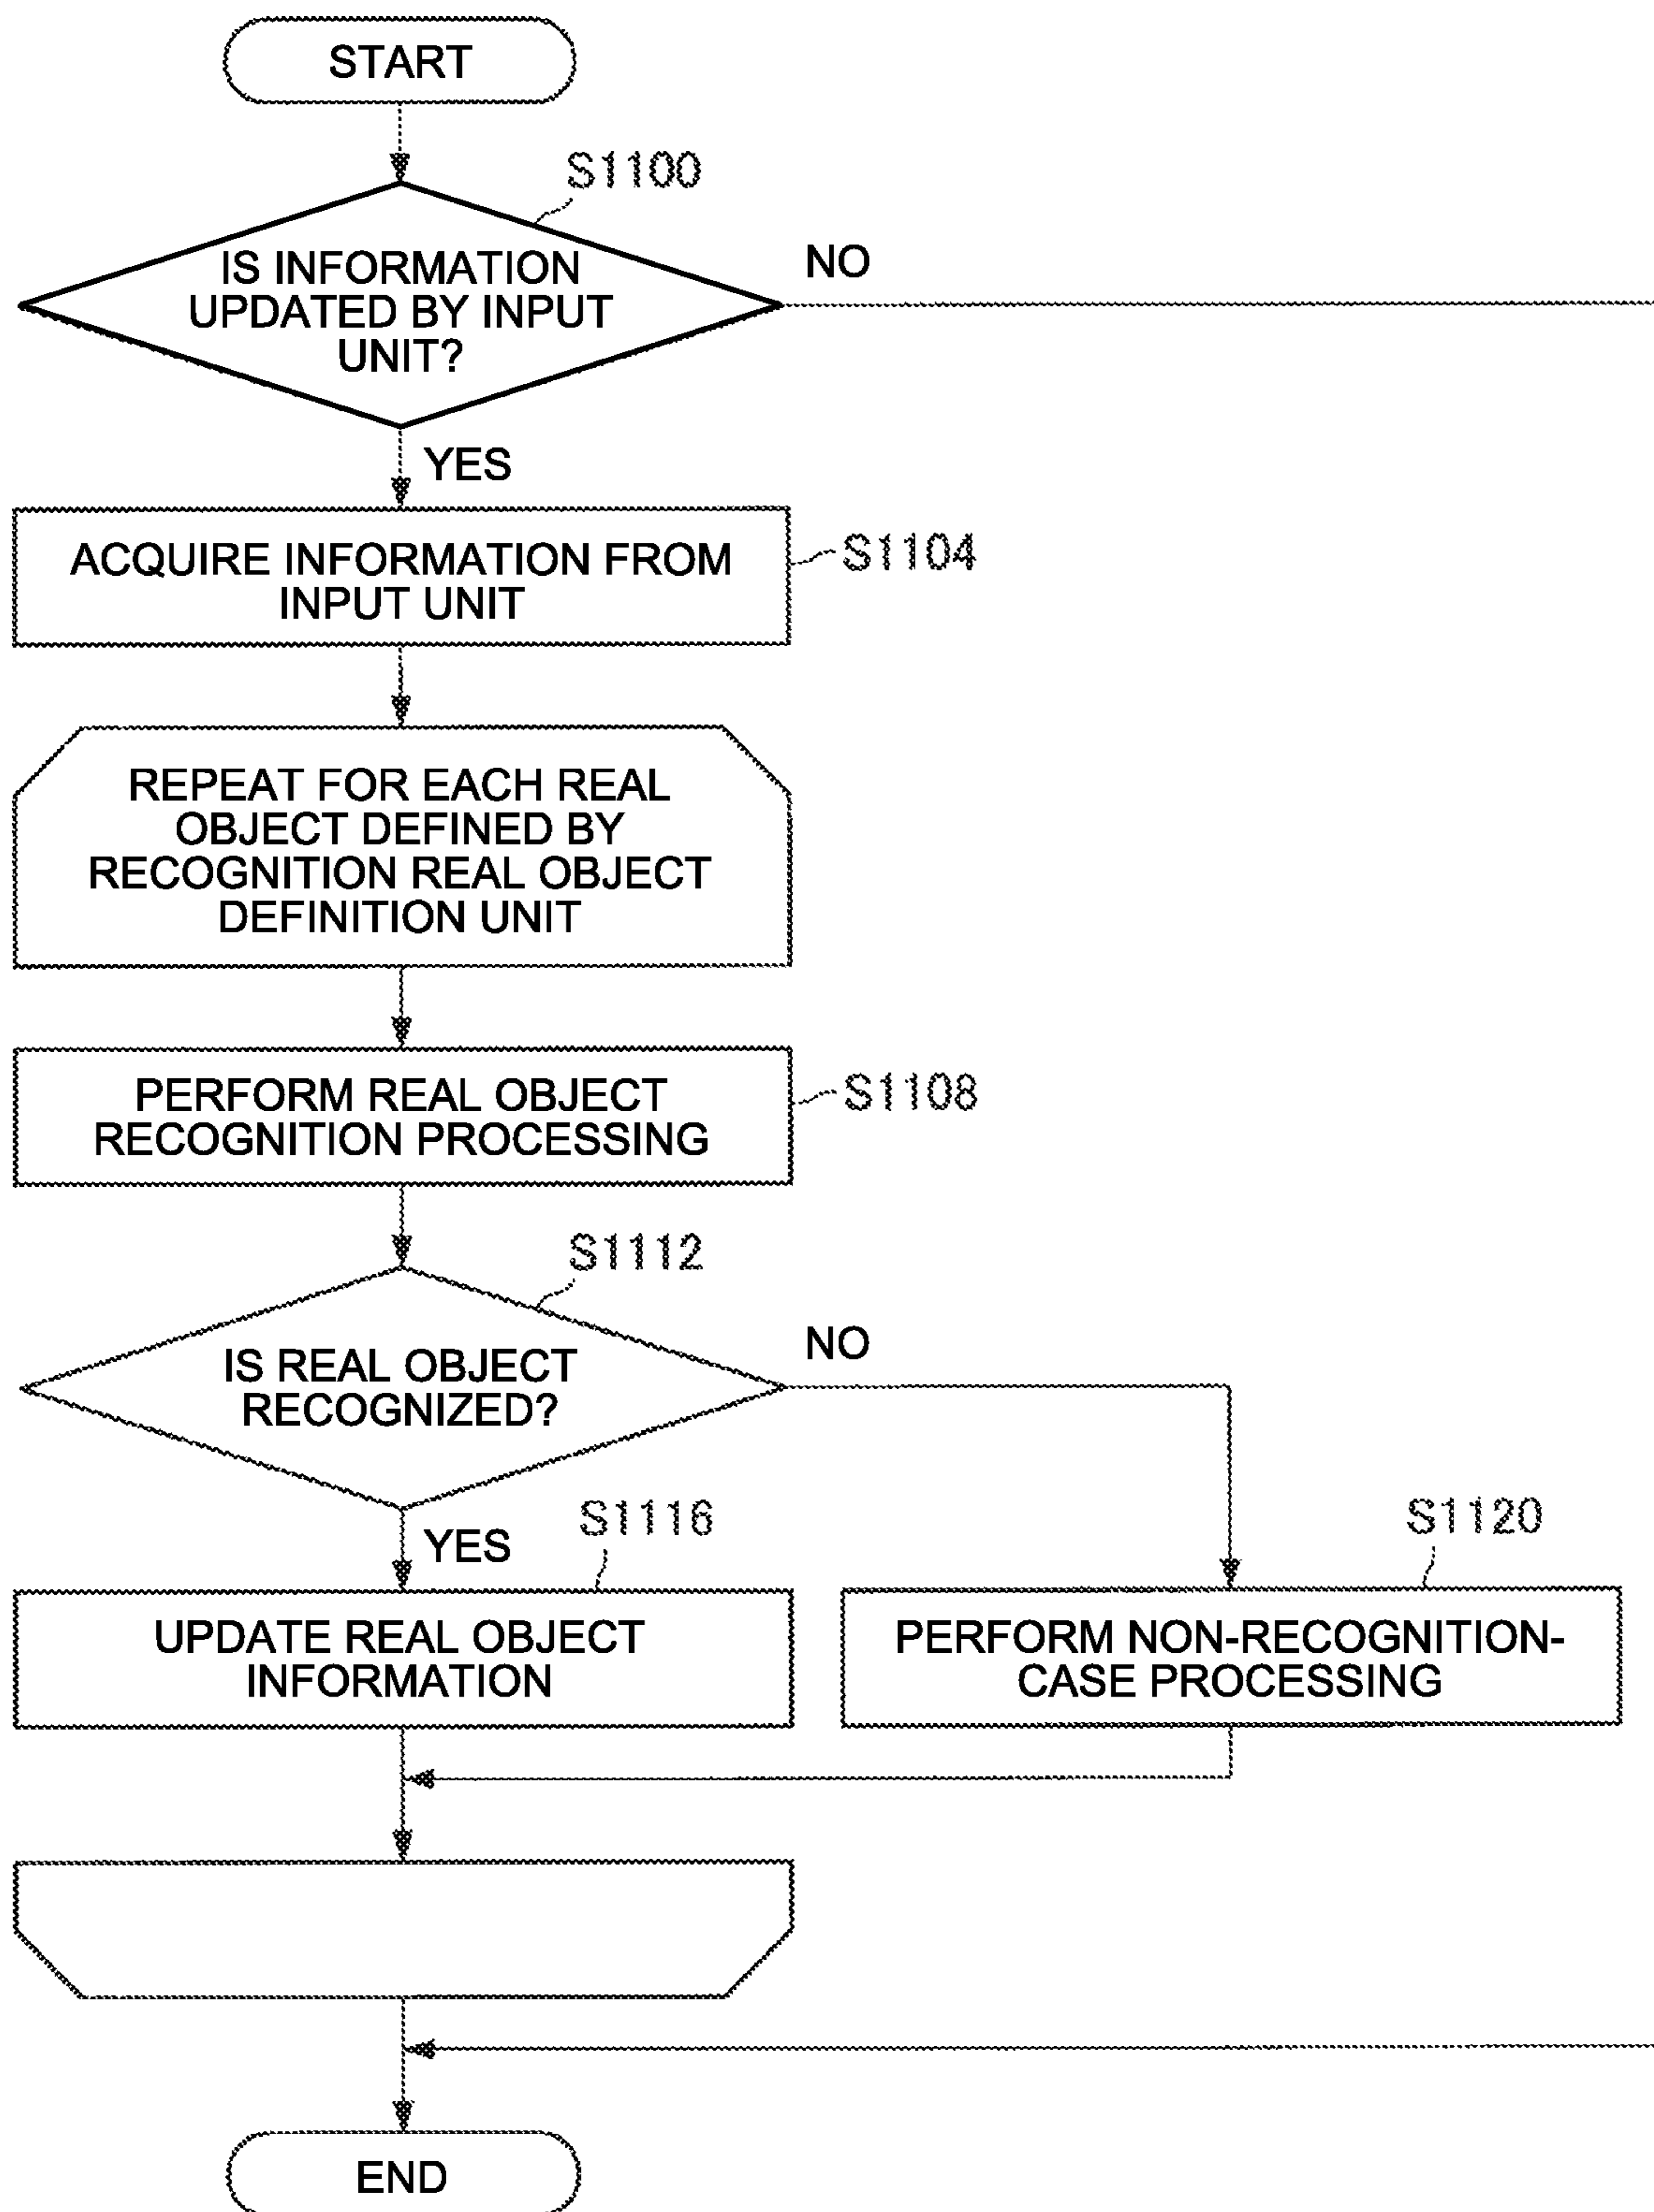 START
S1100
IS INFORMATION
UPDATED BY INPUT
UNIT?
NO
YES
ACQUIRE INFORMATION FROM
INPUT UNIT
S1104
REPEAT FOR EACH REAL
OBJECT DEFINED BY
RECOGNITION REAL OBJECT
DEFINITION UNIT
PERFORM REAL OBJECT
RECOGNITION PROCESSING
S1108
S1112
IS REAL OBJECT
RECOGNIZED?
NO
YES
S1116
UPDATE REAL OBJECT
INFORMATION
S1120
PERFORM NON-RECOGNITION-
CASE PROCESSING
END